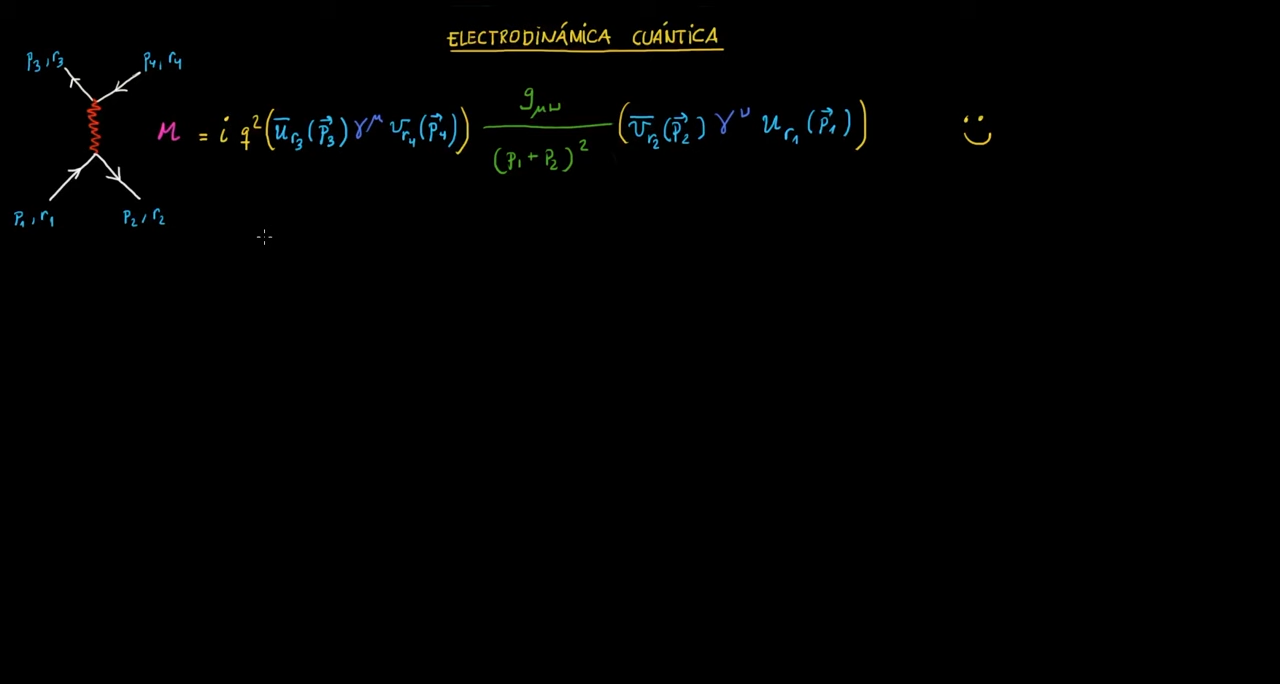 ELECTRODINÁMICA CUÁNTICA
p₃, r₃ p₄, r₄
M = i q² (ū_r₃(p⃗₃) γ^μ v_r₄(p⃗₄)) g_μν / (p₁ + p₂)² (v̅_r₂(p⃗₂) γ^ν u_r₁(p⃗₁))
p₁, r₁ p₂, r₂